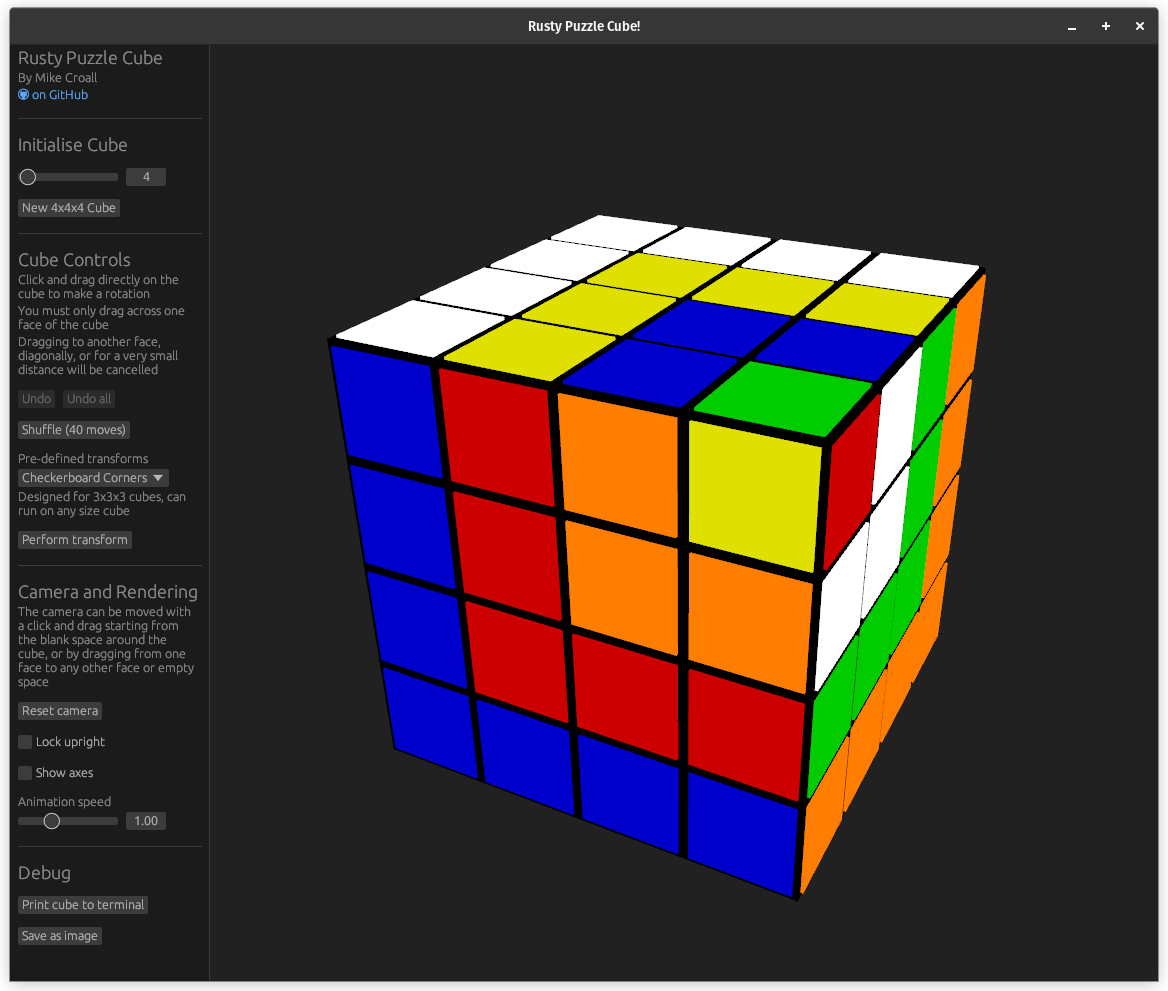 Rusty Puzzle Cube!
Rusty Puzzle Cube
By Mike Croall
on GitHub
Initialise Cube
4
New 4x4x4 Cube
Cube Controls
Click and drag directly on the
cube to make a rotation
You must only drag across one
face of the cube
Dragging to another face,
diagonally, or for a very small
distance will be cancelled
Undo Undo all
Shuffle (40 moves)
Pre-defined transforms
Checkerboard Corners
Designed for 3x3x3 cubes, can
run on any size cube
Perform transform
Camera and Rendering
The camera can be moved with
a click and drag starting from
the blank space around the
cube, or by dragging from one
face to any other face or empty
space
Reset camera
Lock upright
Show axes
Animation speed
1.00
Debug
Print cube to terminal
Save as image